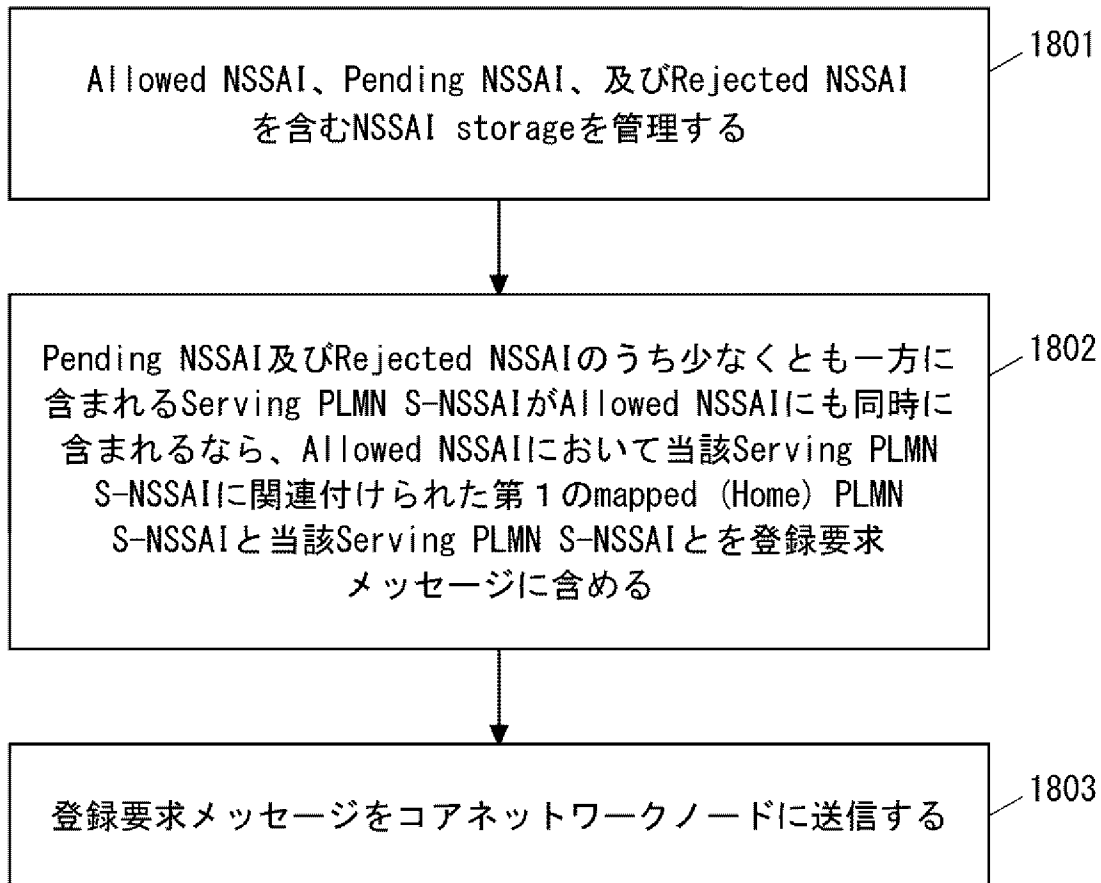 1801
Allowed NSSAI、Pending NSSAI、及びRejected NSSAI
を含むNSSAI storageを管理する
1802
Pending NSSAI及びRejected NSSAIのうち少なくとも一方に
含まれるServing PLMN S-NSSAIがAllowed NSSAIにも同時に
含まれるなら、Allowed NSSAIにおいて当該Serving PLMN
S-NSSAIに関連付けられた第１のmapped (Home) PLMN
S-NSSAIと当該Serving PLMN S-NSSAIとを登録要求
メッセージに含める
1803
登録要求メッセージをコアネットワークノードに送信する